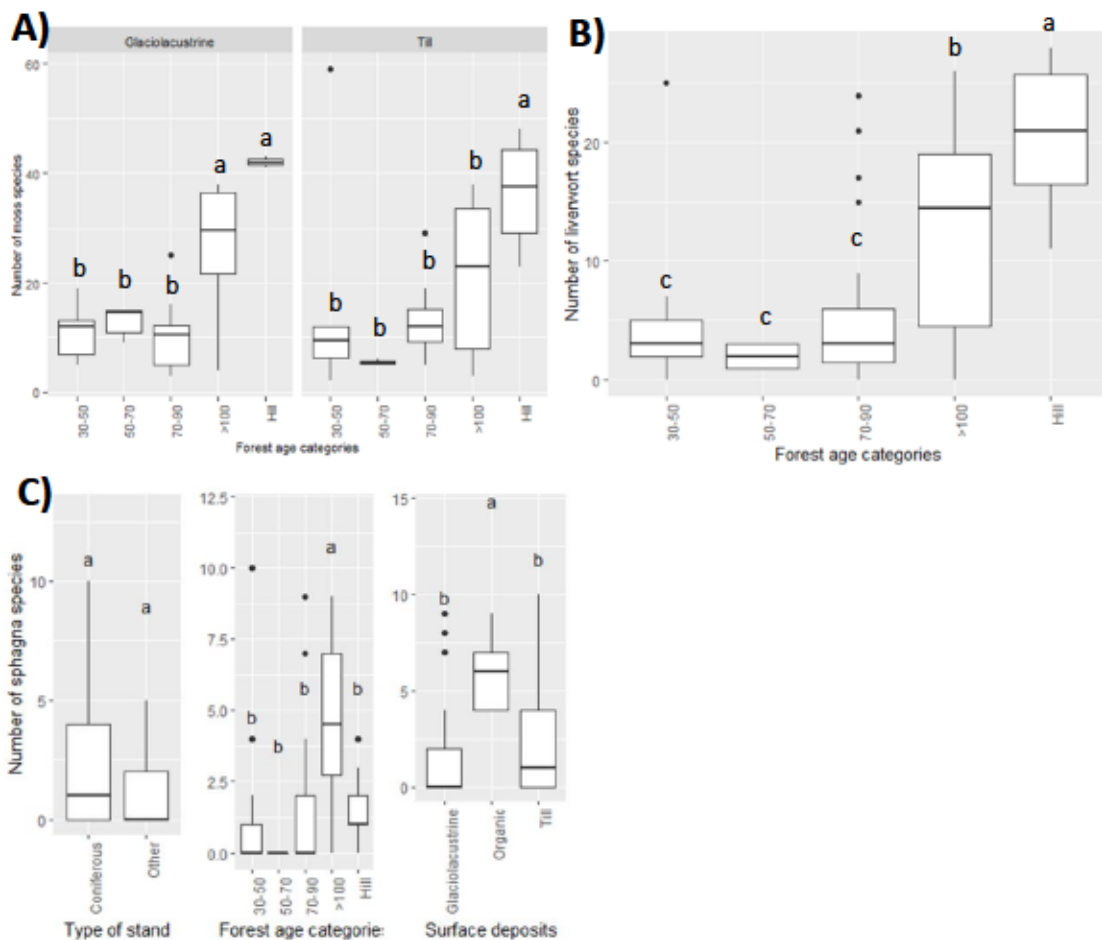 A)
Glaciolacustrine
Till
Number of moss species
60
40
20
0
b
b
b
a
a
b
b
b
b
a
30-50
50-70
70-90
>100
Hill
30-50
50-70
70-90
>100
Hill
Forest age categories
B)
Number of liverwort species
20
10
0
c
c
c
b
a
30-50
50-70
70-90
>100
Hill
Forest age categories
C)
Number of sphagna species
10
5
0
a
a
Coniferous
Other
Type of stand
12.5
10.0
7.5
5.0
2.5
0.0
b
b
b
a
b
30-50
50-70
70-90
>100
Hill
Forest age categories
15
10
5
0
b
a
b
Glaciolacustrine
Organic
Till
Surface deposits